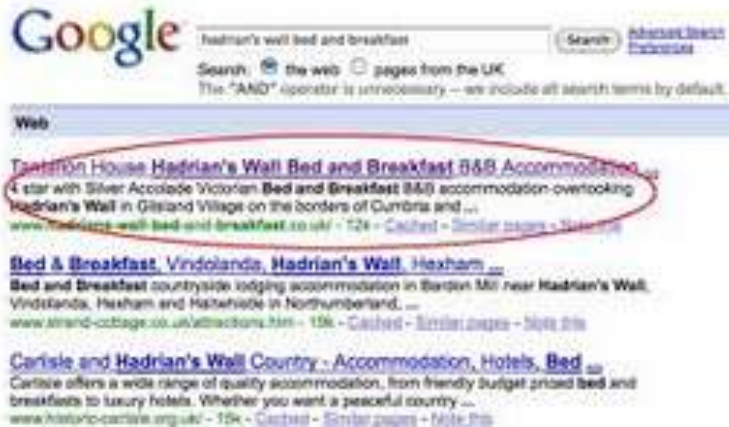 Google
hadrian's wall bed and breakfast
Search
Advanced Search
Preferences
Search: the web pages from the UK
The "AND" operator is unnecessary -- we include all search terms by default.
Web
Tantallon House Hadrian's Wall Bed and Breakfast B&B Accommodation ...
4 star with Silver Accolade Victorian Bed and Breakfast B&B accommodation overlooking
Hadrian's Wall in Gilsland Village on the borders of Cumbria and ...
www.hadrians-wall-bed-and-breakfast.co.uk/ - 12k - Cached - Similar pages - Note this
Bed & Breakfast, Vindolanda, Hadrian's Wall, Hexham ...
Bed and Breakfast countryside lodging accommodation in Bardon Mill near Hadrian's Wall,
Vindolanda, Hexham and Haltwhistle in Northumberland, ...
www.strand-cottage.co.uk/attractions.htm - 19k - Cached - Similar pages - Note this
Carlisle and Hadrian's Wall Country - Accommodation, Hotels, Bed ...
Carlisle offers a wide range of quality accommodation, from friendly budget priced bed and
breakfasts to luxury hotels. Whether you want a peaceful country ...
www.historic-carlisle.org.uk/ - 15k - Cached - Similar pages - Note this